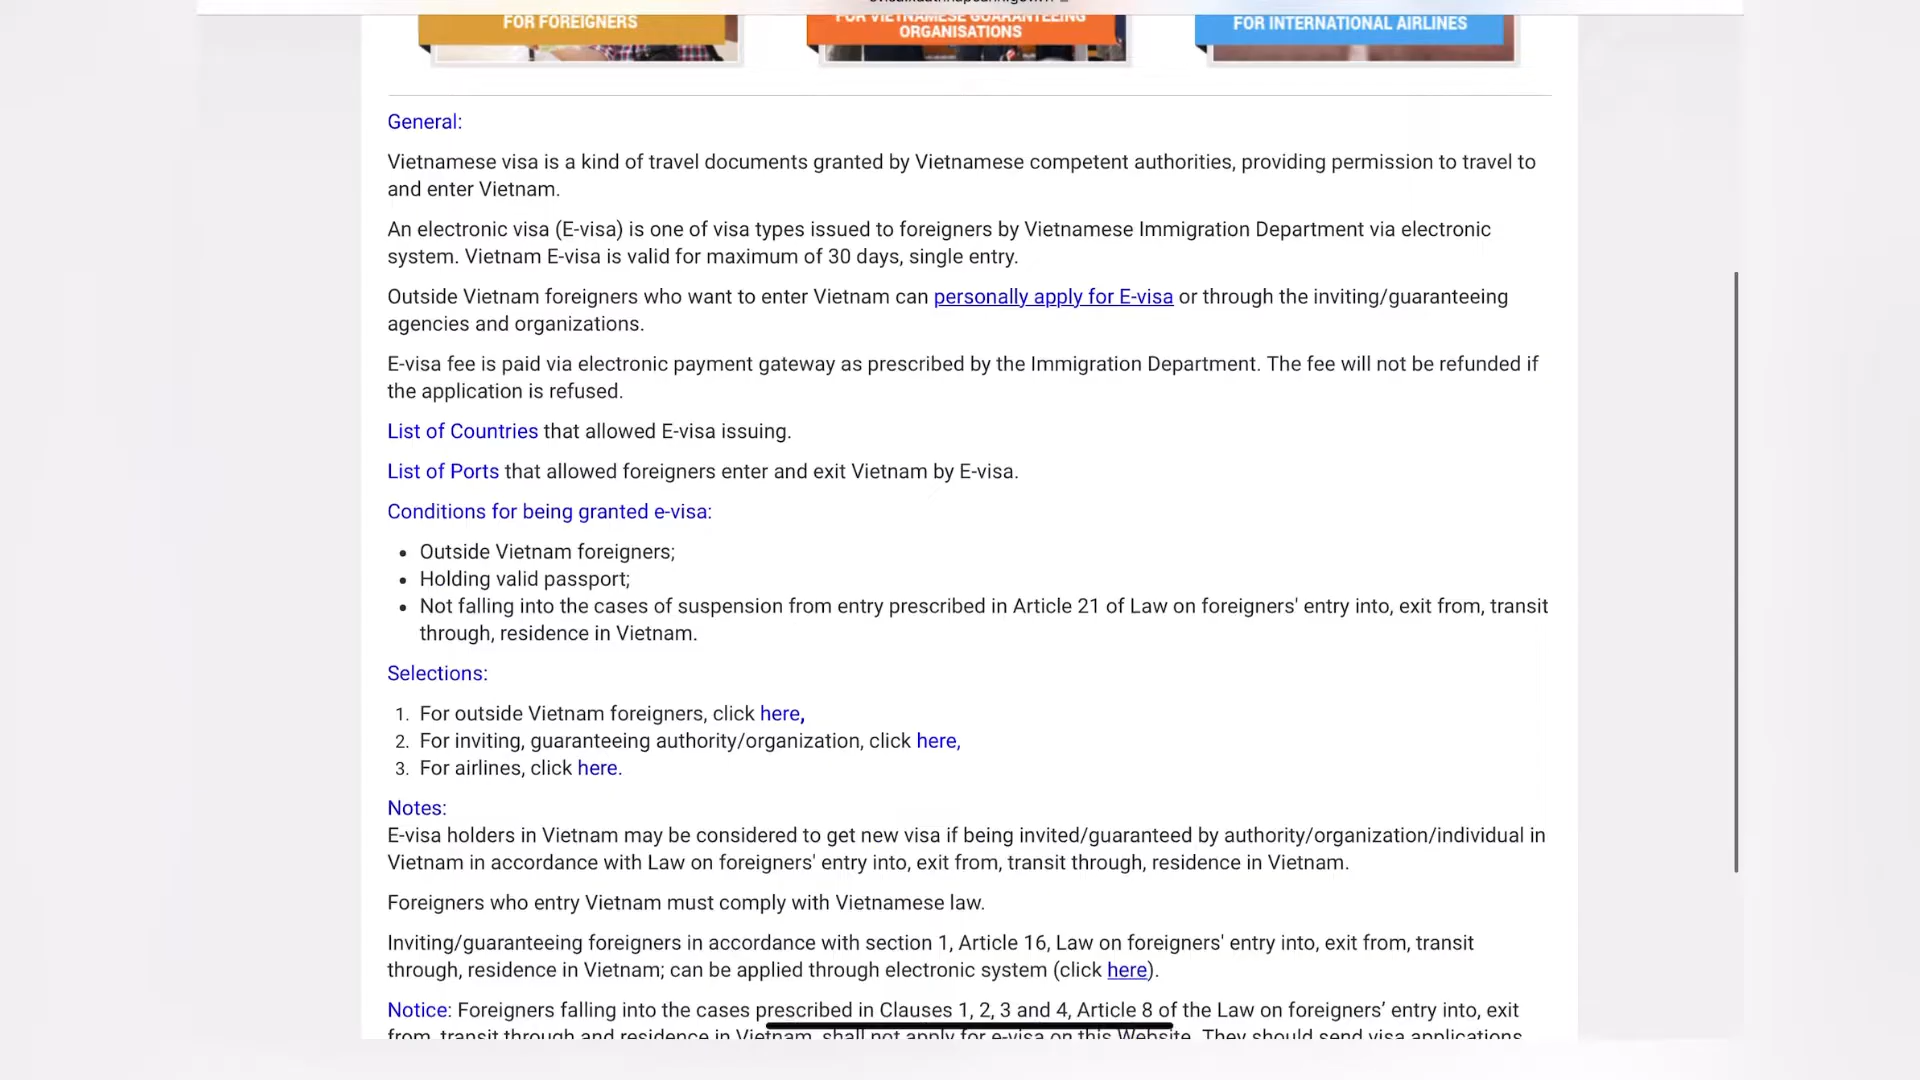 FOR FOREIGNERS
FOR VIETNAMESE GUARANTEEING
ORGANISATIONS
FOR INTERNATIONAL AIRLINES
General:
Vietnamese visa is a kind of travel documents granted by Vietnamese competent authorities, providing permission to travel to
and enter Vietnam.
An electronic visa (E-visa) is one of visa types issued to foreigners by Vietnamese Immigration Department via electronic
system. Vietnam E-visa is valid for maximum of 30 days, single entry.
Outside Vietnam foreigners who want to enter Vietnam can personally apply for E-visa or through the inviting/guaranteeing
agencies and organizations.
E-visa fee is paid via electronic payment gateway as prescribed by the Immigration Department. The fee will not be refunded if
the application is refused.
List of Countries that allowed E-visa issuing.
List of Ports that allowed foreigners enter and exit Vietnam by E-visa.
Conditions for being granted e-visa:
• Outside Vietnam foreigners;
• Holding valid passport;
• Not falling into the cases of suspension from entry prescribed in Article 21 of Law on foreigners' entry into, exit from, transit
through, residence in Vietnam.
Selections:
1. For outside Vietnam foreigners, click here,
2. For inviting, guaranteeing authority/organization, click here,
3. For airlines, click here.
Notes:
E-visa holders in Vietnam may be considered to get new visa if being invited/guaranteed by authority/organization/individual in
Vietnam in accordance with Law on foreigners' entry into, exit from, transit through, residence in Vietnam.
Foreigners who entry Vietnam must comply with Vietnamese law.
Inviting/guaranteeing foreigners in accordance with section 1, Article 16, Law on foreigners' entry into, exit from, transit
through, residence in Vietnam; can be applied through electronic system (click here).
Notice: Foreigners falling into the cases prescribed in Clauses 1, 2, 3 and 4, Article 8 of the Law on foreigners’ entry into, exit
from, transit through and residence in Vietnam, shall not apply for e-visa on this Website. They should send visa applications